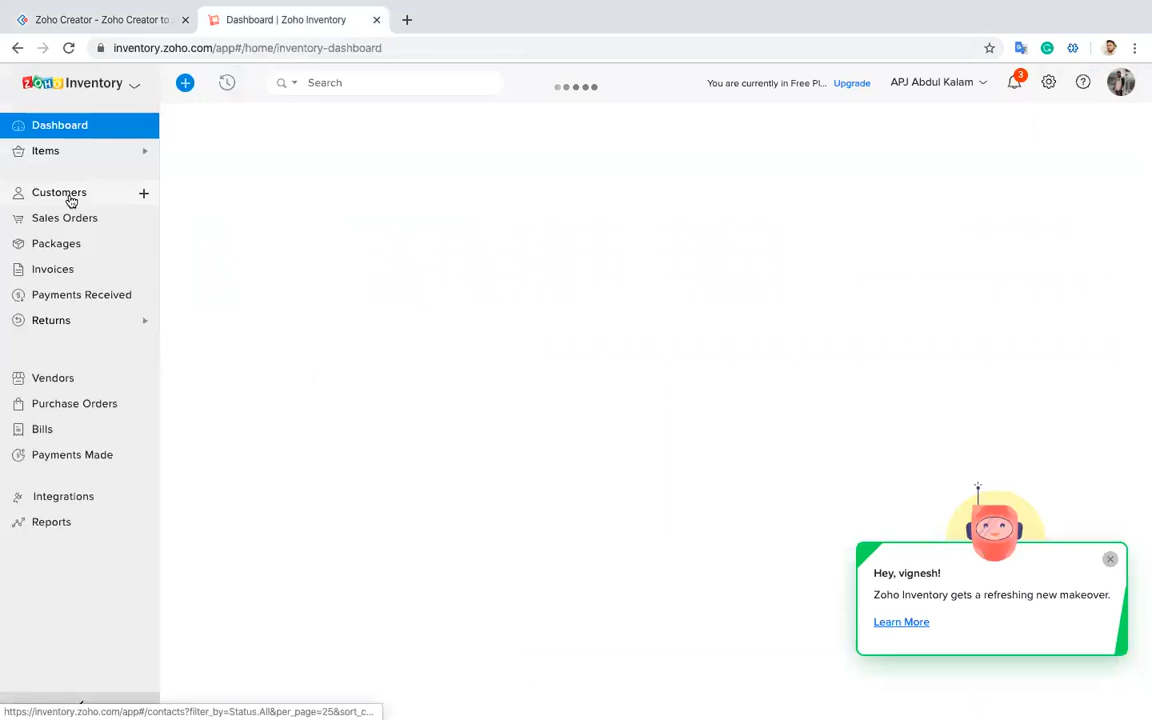 Zoho Creator - Zoho Creator to
Dashboard | Zoho Inventory
inventory.zoho.com/app#/home/inventory-dashboard
ZOHO Inventory
Search
You are currently in Free Pl... Upgrade
APJ Abdul Kalam
3
Dashboard
Items
Customers
Sales Orders
Packages
Invoices
Payments Received
Returns
Vendors
Purchase Orders
Bills
Payments Made
Integrations
Reports
Hey, vignesh!
Zoho Inventory gets a refreshing new makeover.
Learn More
https://inventory.zoho.com/app#/contacts?filter_by=Status.All&per_page=25&sort_c...